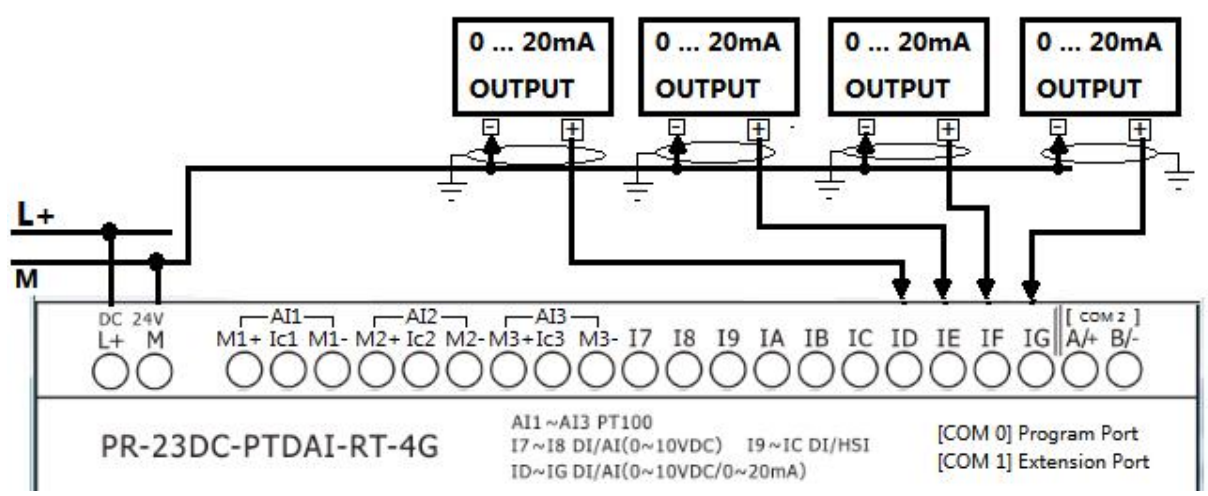 0 ... 20mA 0 ... 20mA 0 ... 20mA 0 ... 20mA
OUTPUT OUTPUT OUTPUT OUTPUT
- + - + - + - +
L+
M
DC 24V AI1 AI2 AI3 [ COM 2 ]
L+ M M1+ Ic1 M1- M2+ Ic2 M2- M3+ Ic3 M3- I7 I8 I9 IA IB IC ID IE IF IG A/+ B/-
AI1~AI3 PT100
PR-23DC-PTDAI-RT-4G
I7~I8 DI/AI(0~10VDC) I9~IC DI/HSI
ID~IG DI/AI(0~10VDC/0~20mA)
[COM 0] Program Port
[COM 1] Extension Port